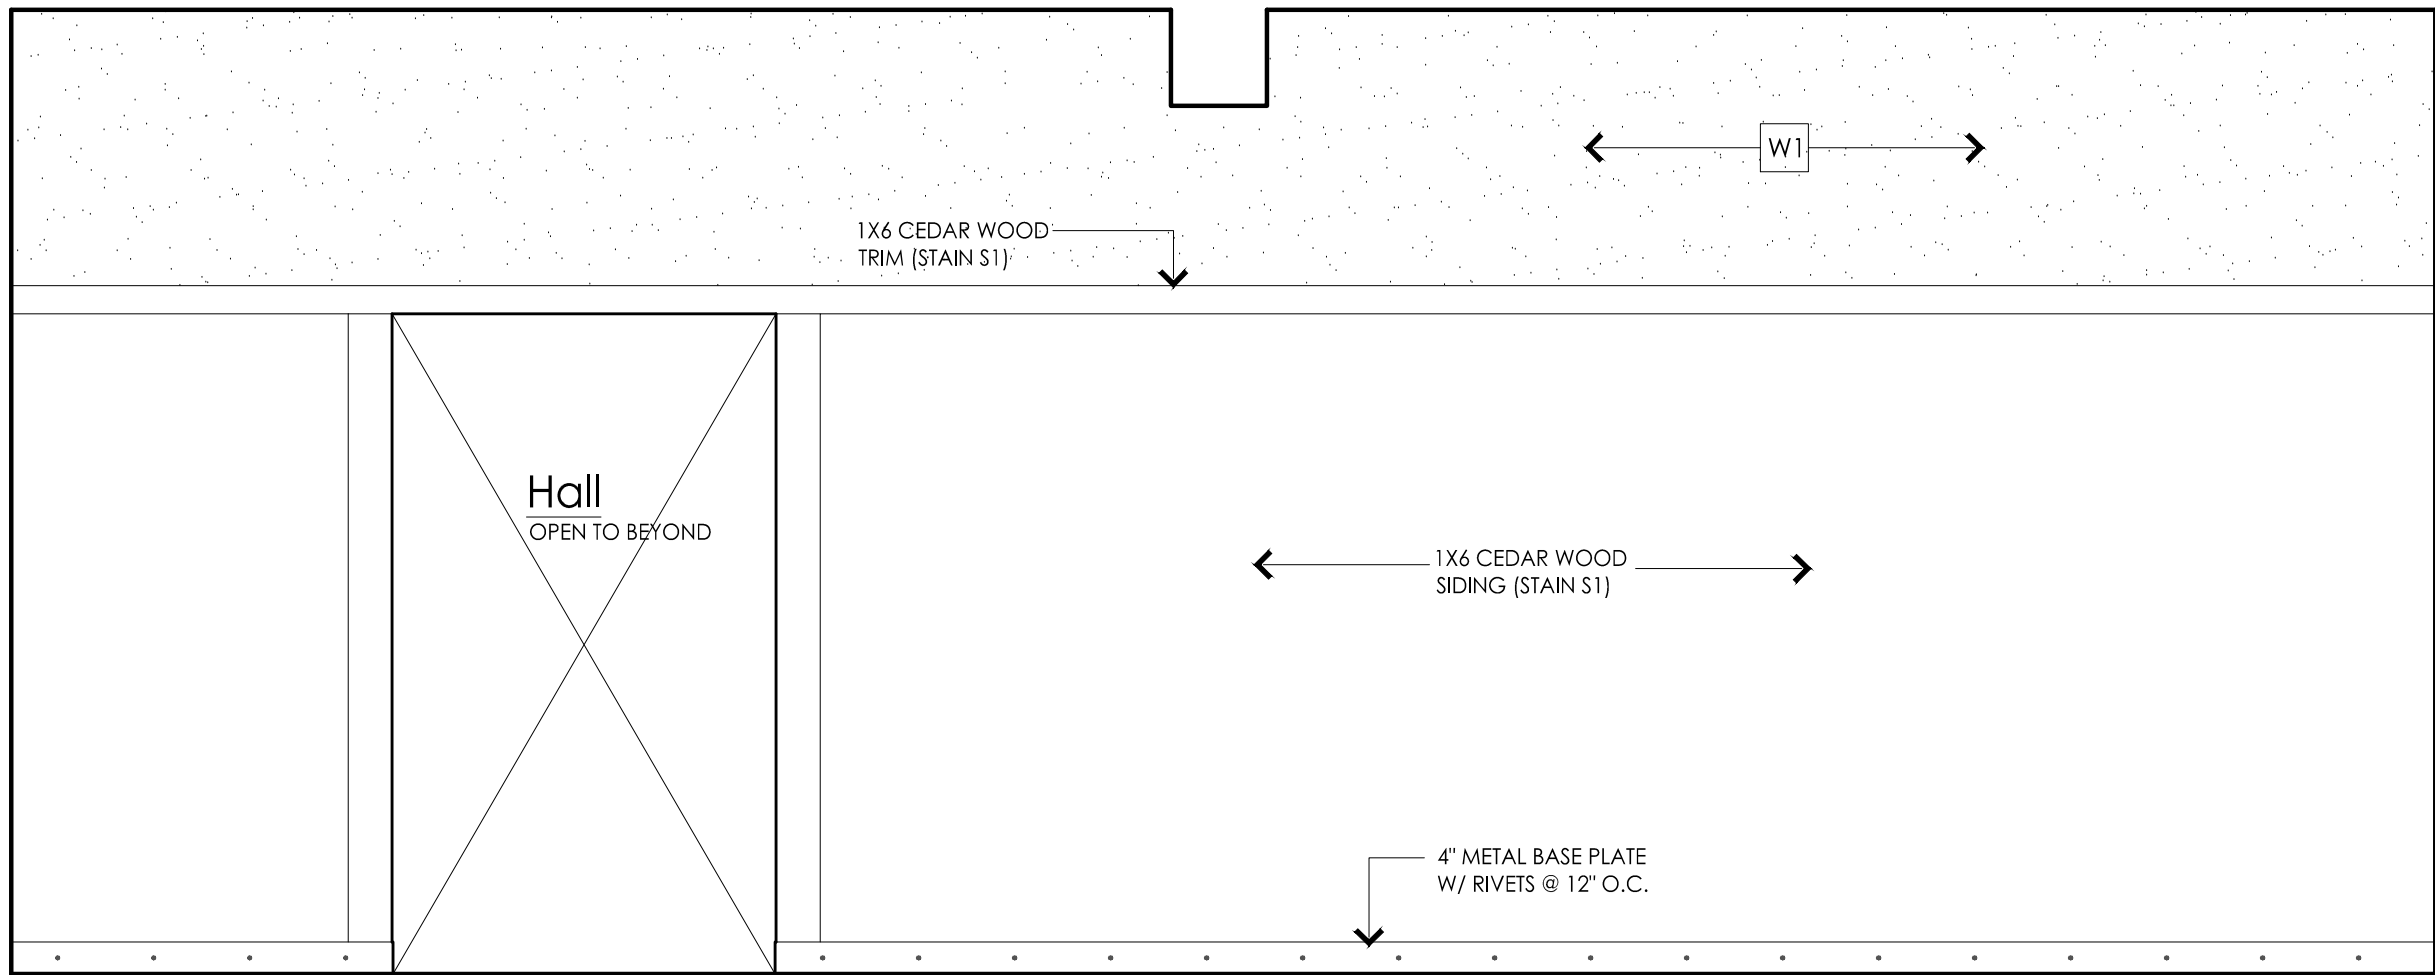 W1
1X6 CEDAR WOOD
TRIM (STAIN S1)
Hall
OPEN TO BEYOND
1X6 CEDAR WOOD
SIDING (STAIN S1)
4" METAL BASE PLATE
W/ RIVETS @ 12" O.C.